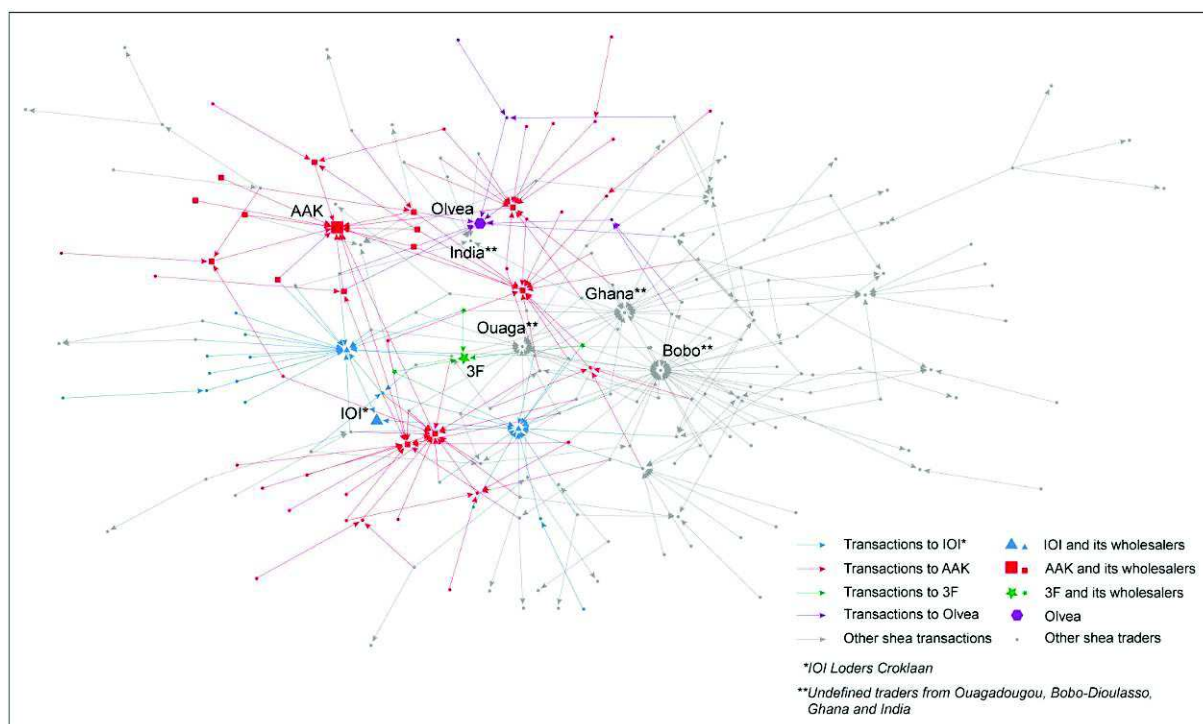 AAK
Olvea
India**
Ghana**
Ouaga**
Bobo**
3F
IOI*
Transactions to IOI*
IOI and its wholesalers
Transactions to AAK
AAK and its wholesalers
Transactions to 3F
3F and its wholesalers
Transactions to Olvea
Olvea
Other shea transactions
Other shea traders
*IOI Loders Croklaan
**Undefined traders from Ouagadougou, Bobo-Dioulasso,
Ghana and India